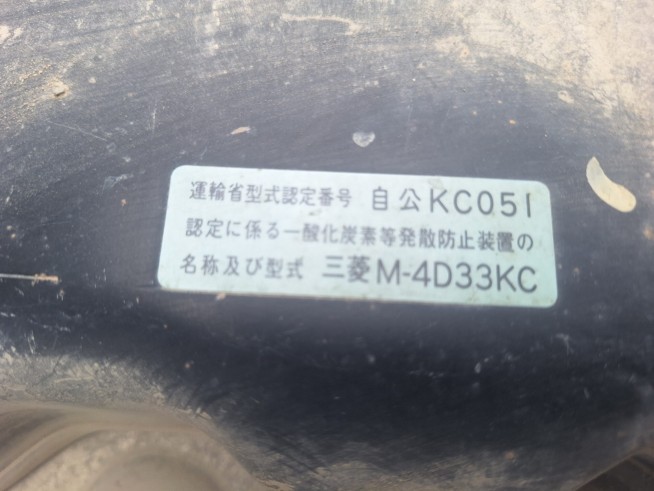 運輸省型式認定番号 自公KC051
認定に係る一酸化炭素等発散防止装置の
名称及び型式 三菱M-4D33KC